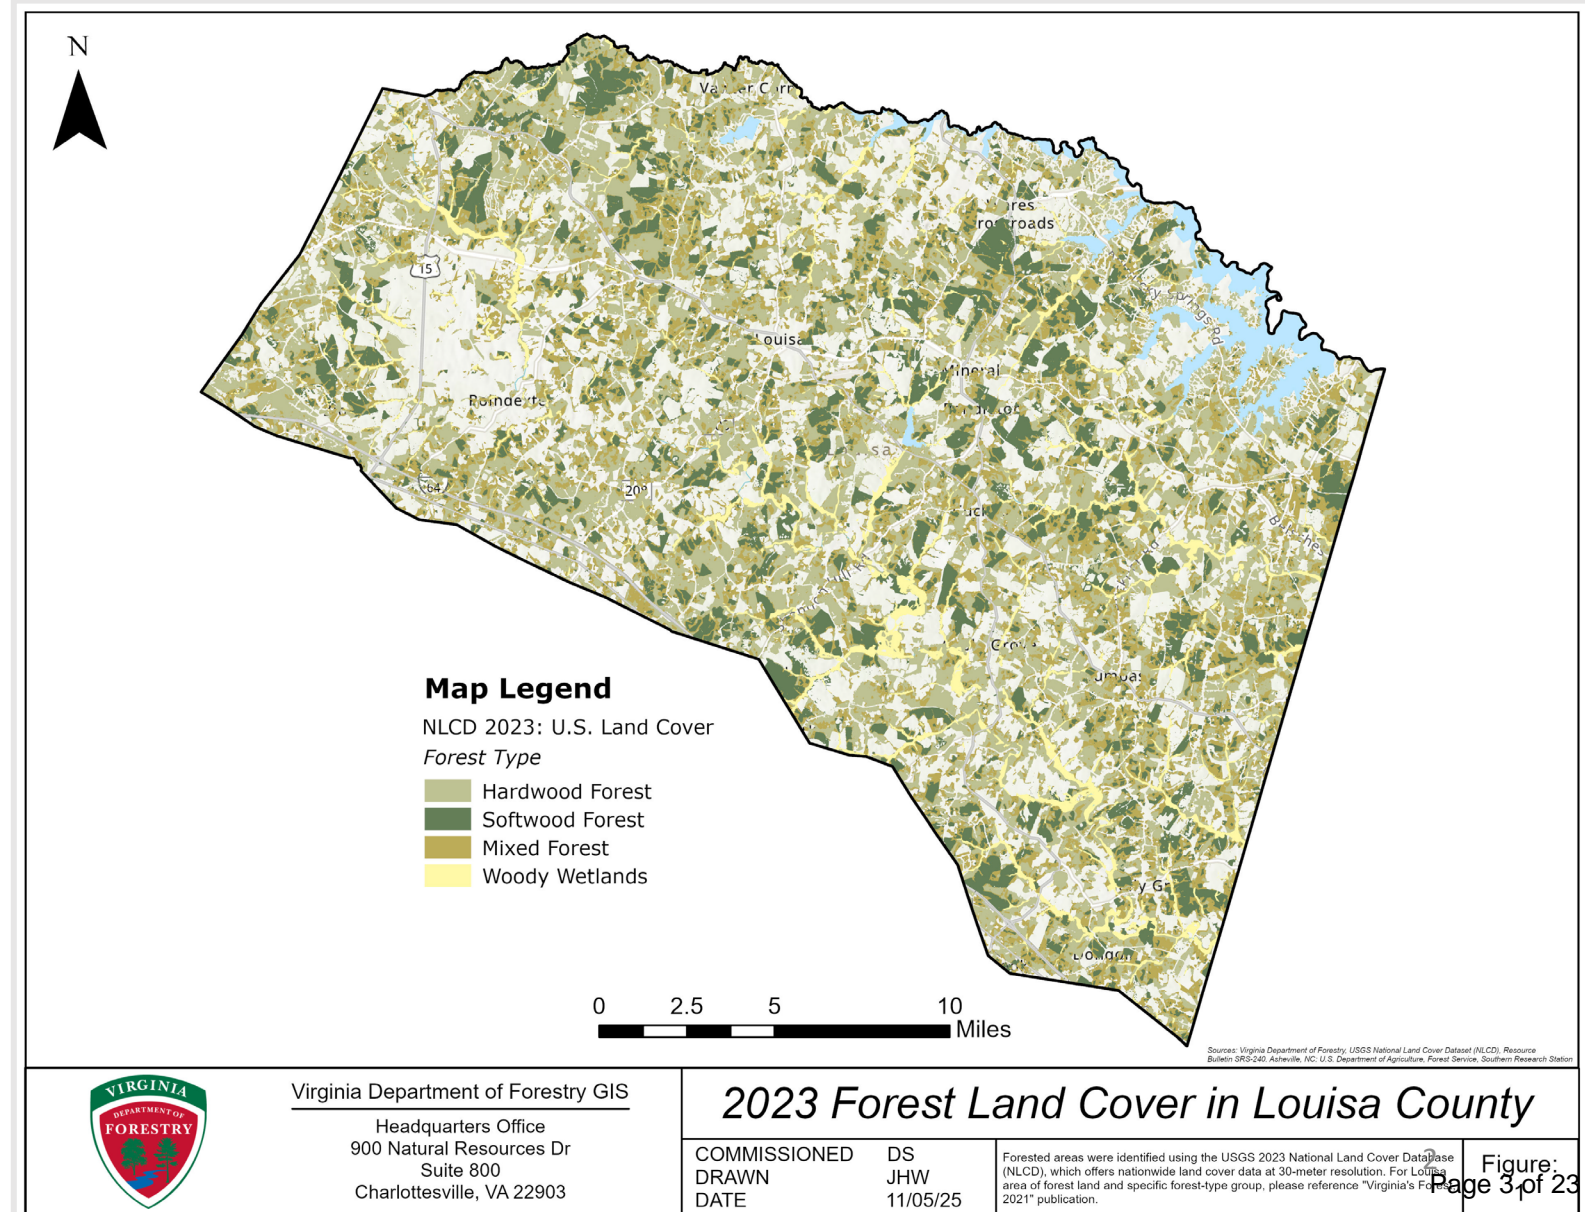 N
15
Louisa
Mineral
64
208
Map Legend
NLCD 2023: U.S. Land Cover
Forest Type
Hardwood Forest
Softwood Forest
Mixed Forest
Woody Wetlands
0 2.5 5 10
Miles
Sources: Virginia Department of Forestry, USGS National Land Cover Dataset (NLCD), Resource
Bulletin SRS-240. Asheville, NC: U.S. Department of Agriculture, Forest Service, Southern Research Station
VIRGINIA
DEPARTMENT OF
FORESTRY
Virginia Department of Forestry GIS
Headquarters Office
900 Natural Resources Dr
Suite 800
Charlottesville, VA 22903
2023 Forest Land Cover in Louisa County
COMMISSIONED DS
DRAWN JHW
DATE 11/05/25
Forested areas were identified using the USGS 2023 National Land Cover Database
(NLCD), which offers nationwide land cover data at 30-meter resolution. For Louisa
area of forest land and specific forest-type group, please reference "Virginia's Forests,
2021" publication.
2
Figure:
1
Page 3 of 23